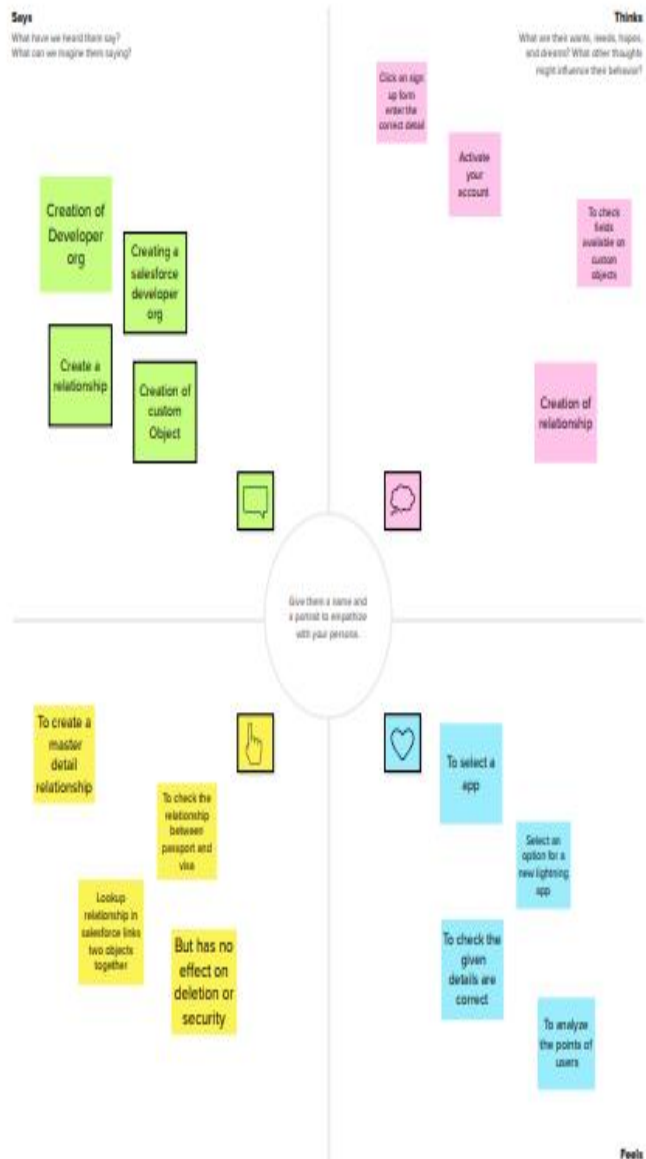 Says
What have we heard them say?
What can we magine them saying?
Thinks
What are their wants, needs, hopes,
and dreams? What other thoughts
might influence their behavior?
Click on sign
up form
enter the
correct detail
Activate
your
account
To check
fields
available on
custom
objects
Creation of
relationship
Creation of
Developer
org
Creating a
salesforce
developer
org
Create a
relationship
Creation of
custom
Object
Give them a name and
a portrait to empathize
with your persona.
To create a
master
detail
relationship
To check the
relationship
between
passport and
visa
Lookup
relationship in
salesforce links
two objects
together
But has no
effect on
deletion or
security
To select a
app
Select an
option for a
new lightning
app
To check the
given
details are
correct
To analyze
the points of
users
Feels